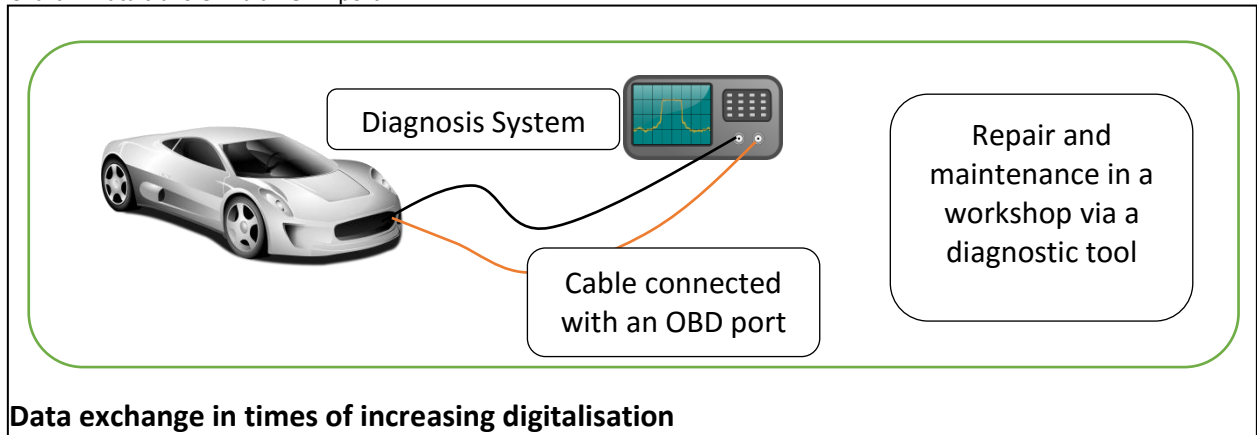 Diagnosis System
Repair and
maintenance in a
workshop via a
diagnostic tool
Cable connected
with an OBD port
Data exchange in times of increasing digitalisation